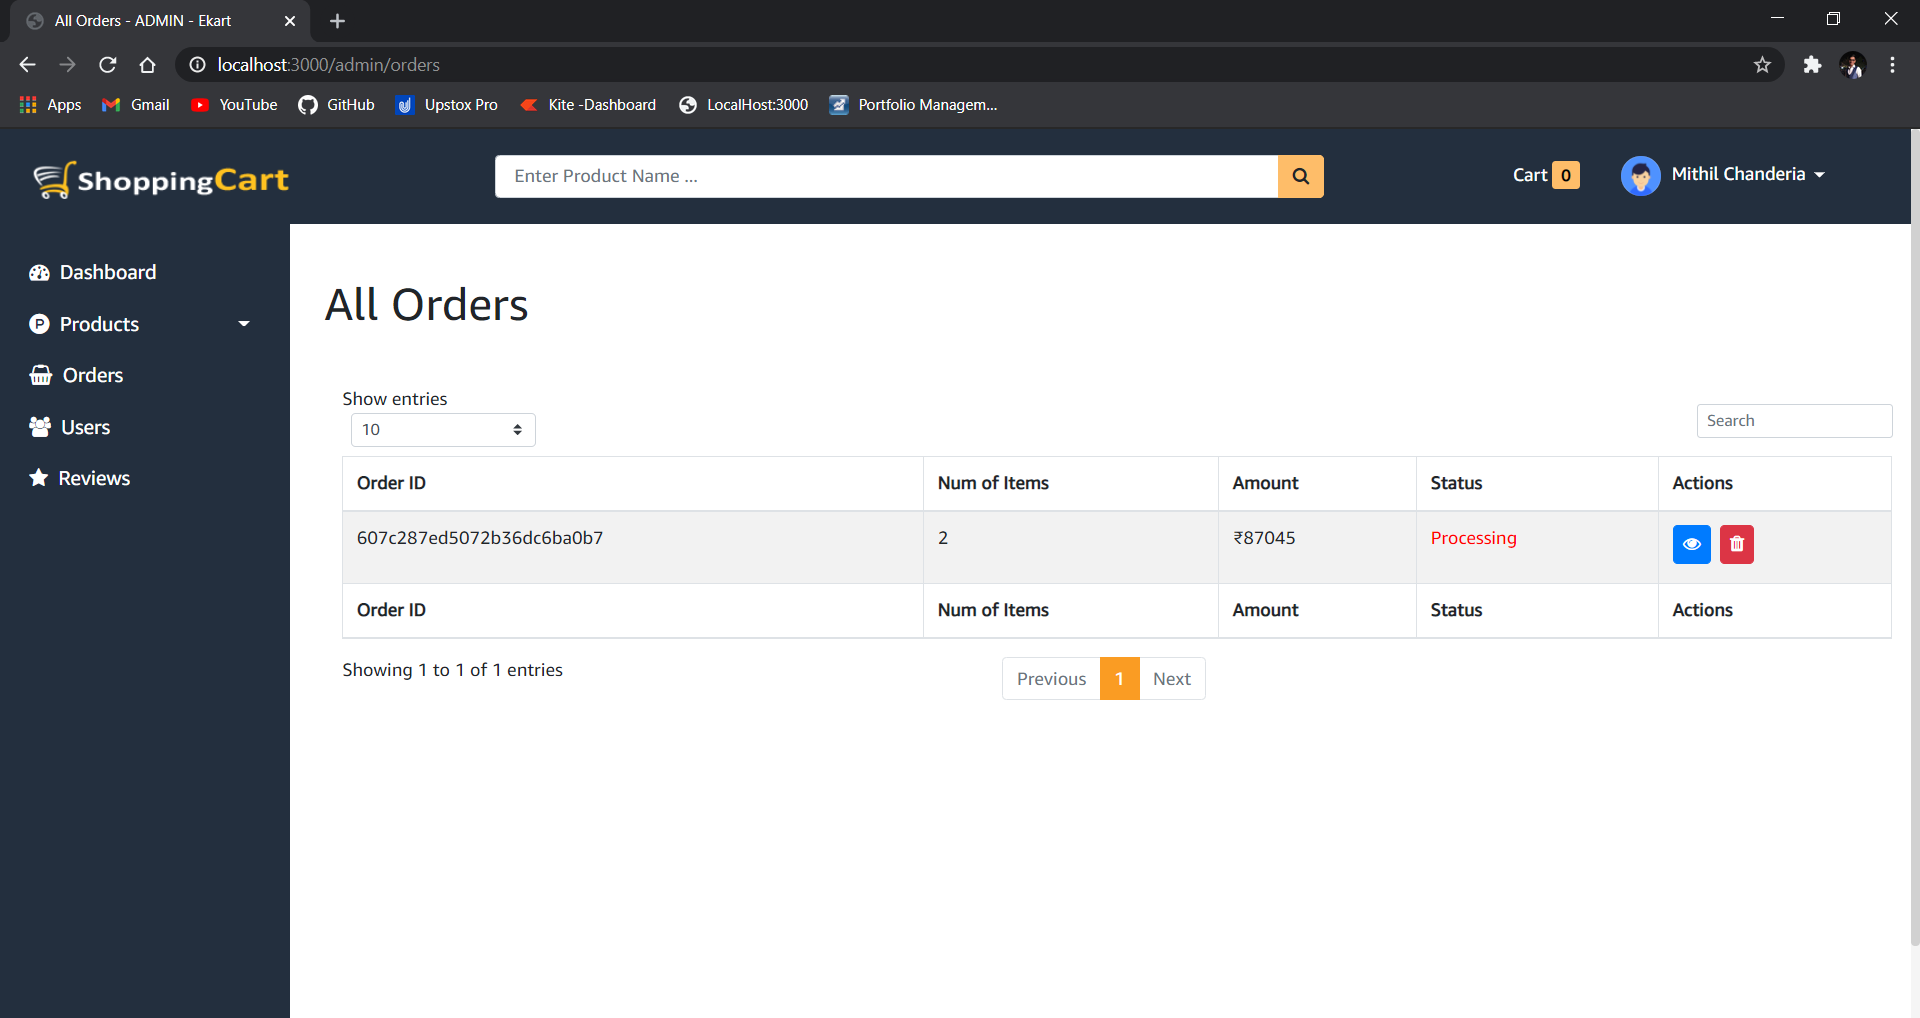 All Orders - ADMIN - Ekart
localhost:3000/admin/orders
Apps Gmail YouTube GitHub Upstox Pro Kite -Dashboard LocalHost:3000 Portfolio Managem...
ShoppingCart Enter Product Name ... Cart 0 Mithil Chanderia
Dashboard
Products
Orders
Users
Reviews
All Orders
Show entries
10
Search
Order ID Num of Items Amount Status Actions
607c287ed5072b36dc6ba0b7 2 ₹87045 Processing
Order ID Num of Items Amount Status Actions
Showing 1 to 1 of 1 entries Previous 1 Next